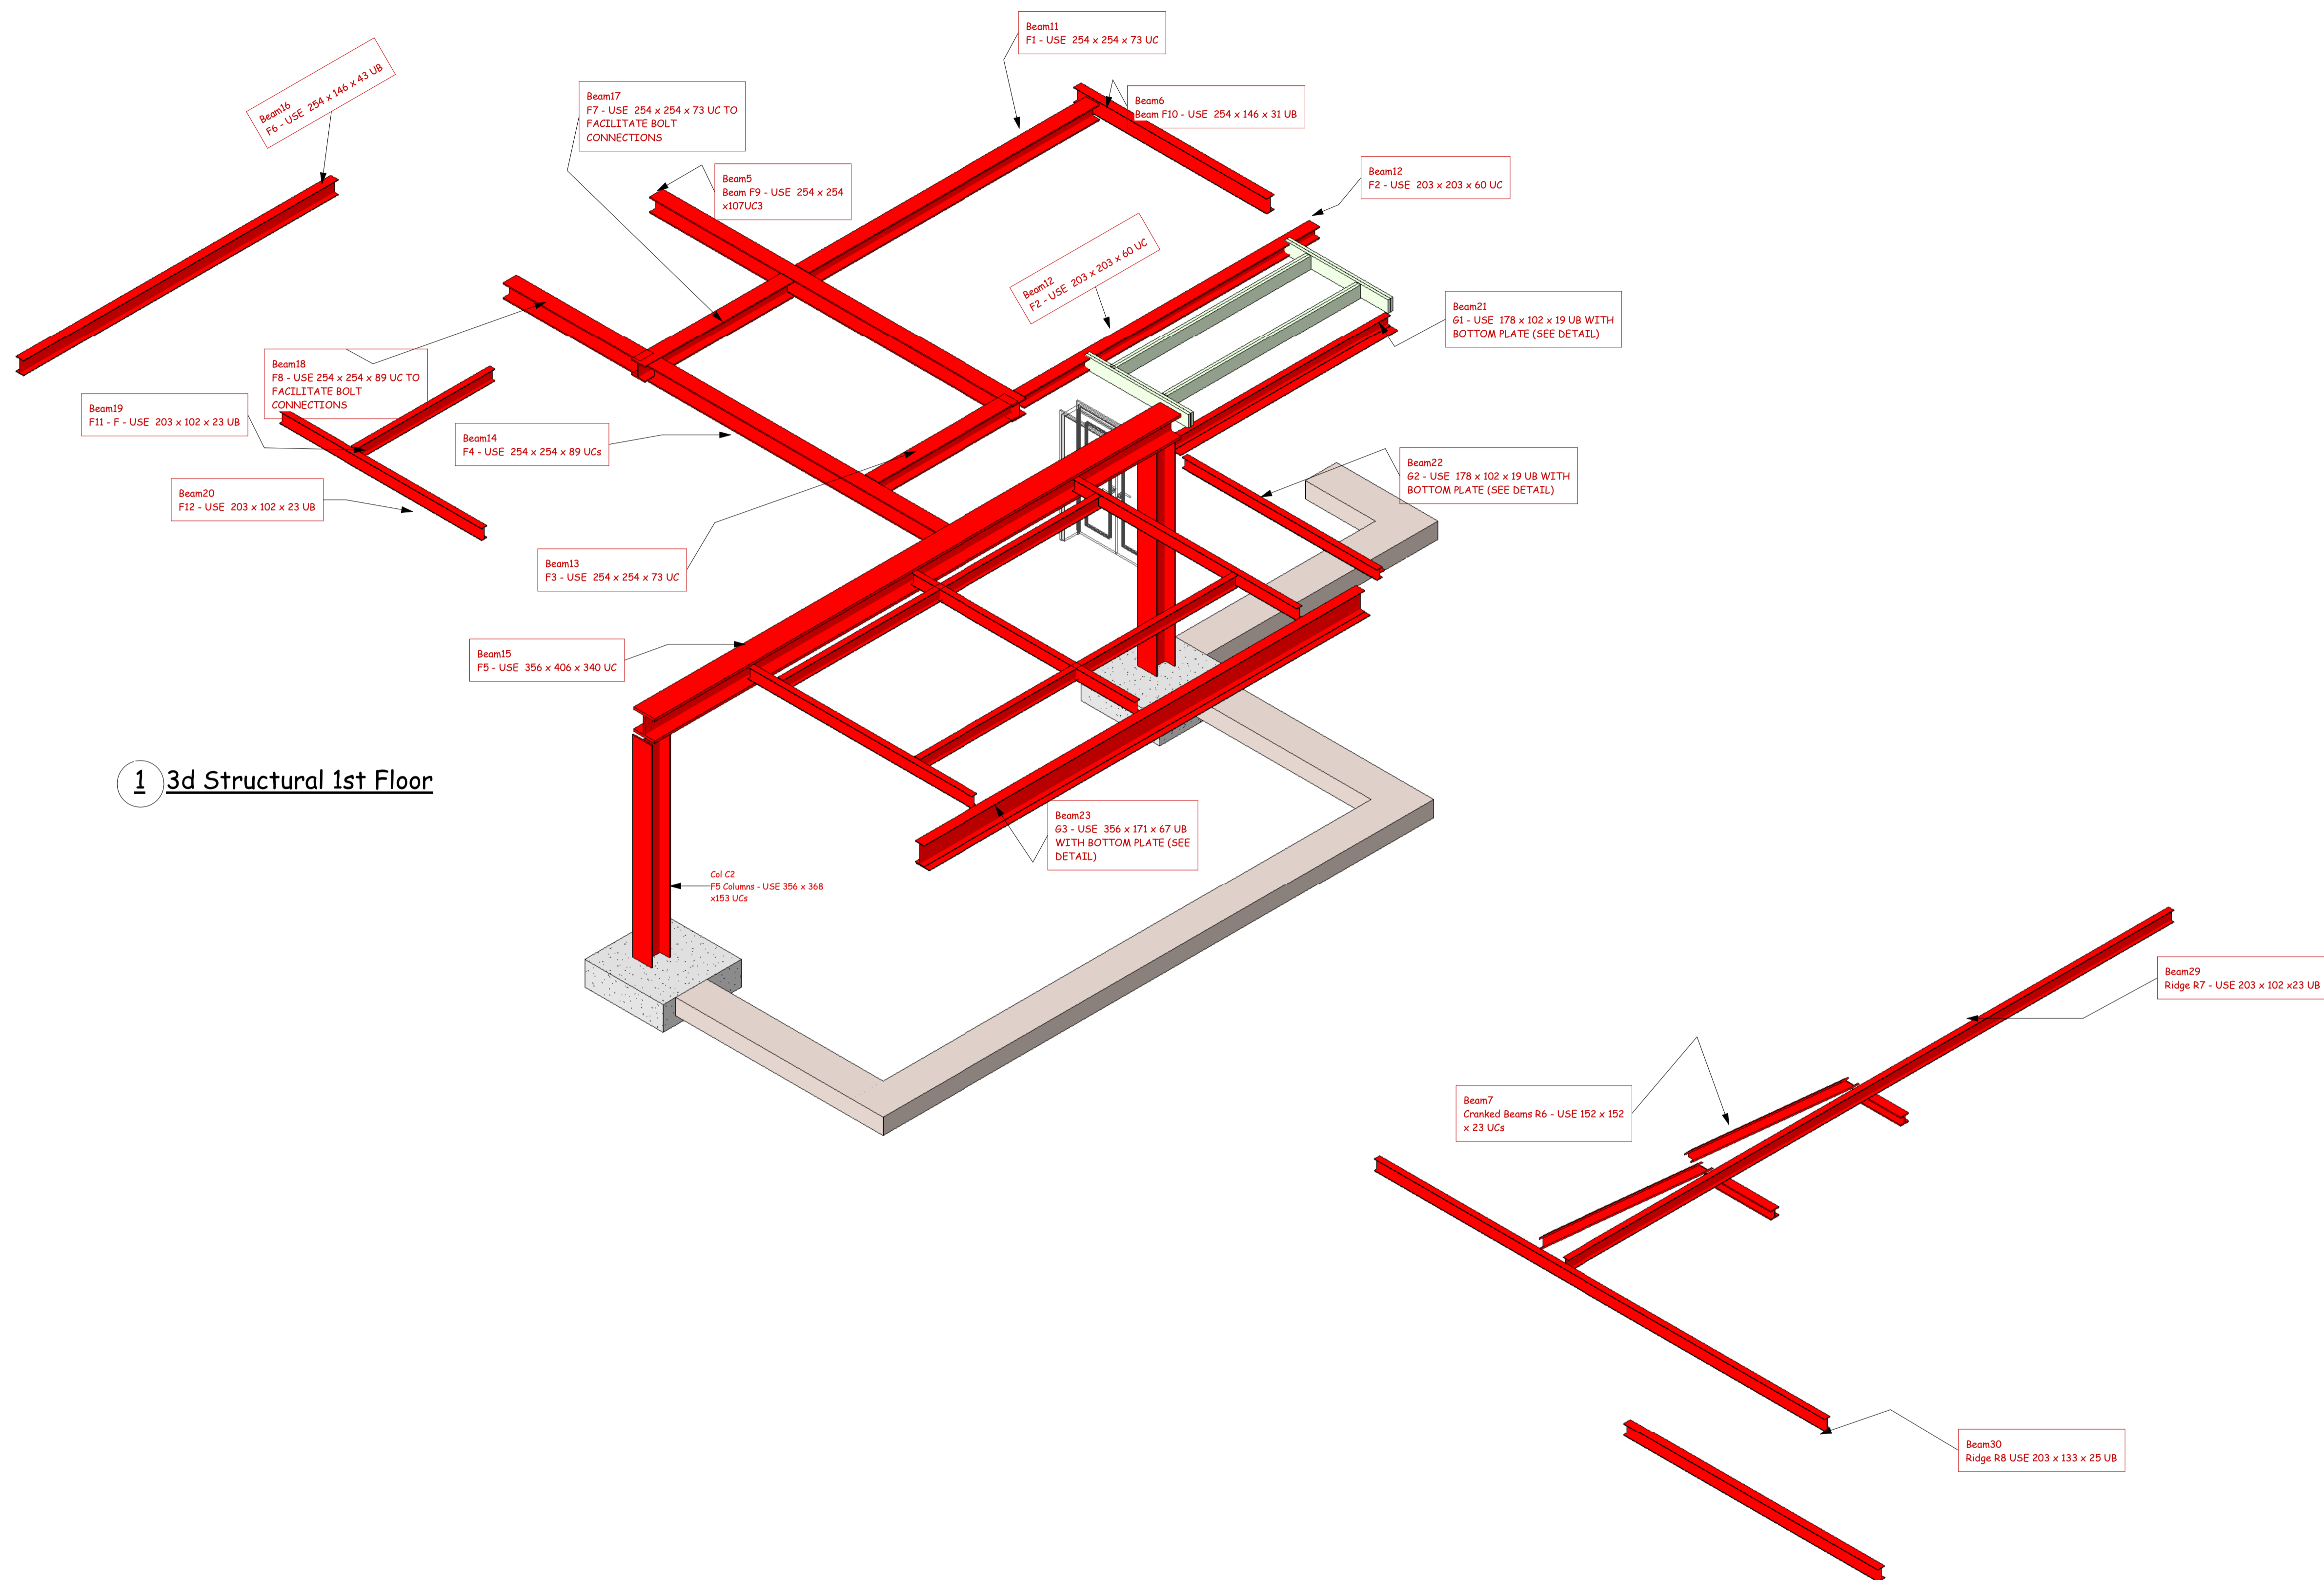 Beam11
F1 - USE  254 x 254 x 73 UC
Beam16
F6 - USE  254 x 146 x 43 UB
Beam17
F7 - USE  254 x 254 x 73 UC TO
FACILITATE BOLT
CONNECTIONS
Beam6
Beam F10 - USE  254 x 146 x 31 UB
Beam5
Beam F9 - USE  254 x 254
x107UC3
Beam12
F2 - USE  203 x 203 x 60 UC
Beam12
F2 - USE  203 x 203 x 60 UC
Beam21
G1 - USE  178 x 102 x 19 UB WITH
BOTTOM PLATE (SEE DETAIL)
Beam18
F8 - USE 254 x 254 x 89 UC TO
FACILITATE BOLT
CONNECTIONS
Beam19
F11 - F - USE  203 x 102 x 23 UB
Beam14
F4 - USE  254 x 254 x 89 UCs
Beam22
G2 - USE  178 x 102 x 19 UB WITH
BOTTOM PLATE (SEE DETAIL)
Beam20
F12 - USE  203 x 102 x 23 UB
Beam13
F3 - USE  254 x 254 x 73 UC
Beam15
F5 - USE  356 x 406 x 340 UC
1 3d Structural 1st Floor
Beam23
G3 - USE  356 x 171 x 67 UB
WITH BOTTOM PLATE (SEE
DETAIL)
Col C2
F5 Columns - USE 356 x 368
x153 UCs
Beam29
Ridge R7 - USE 203 x 102 x23 UB
Beam7
Cranked Beams R6 - USE 152 x 152
x 23 UCs
Beam30
Ridge R8 USE 203 x 133 x 25 UB